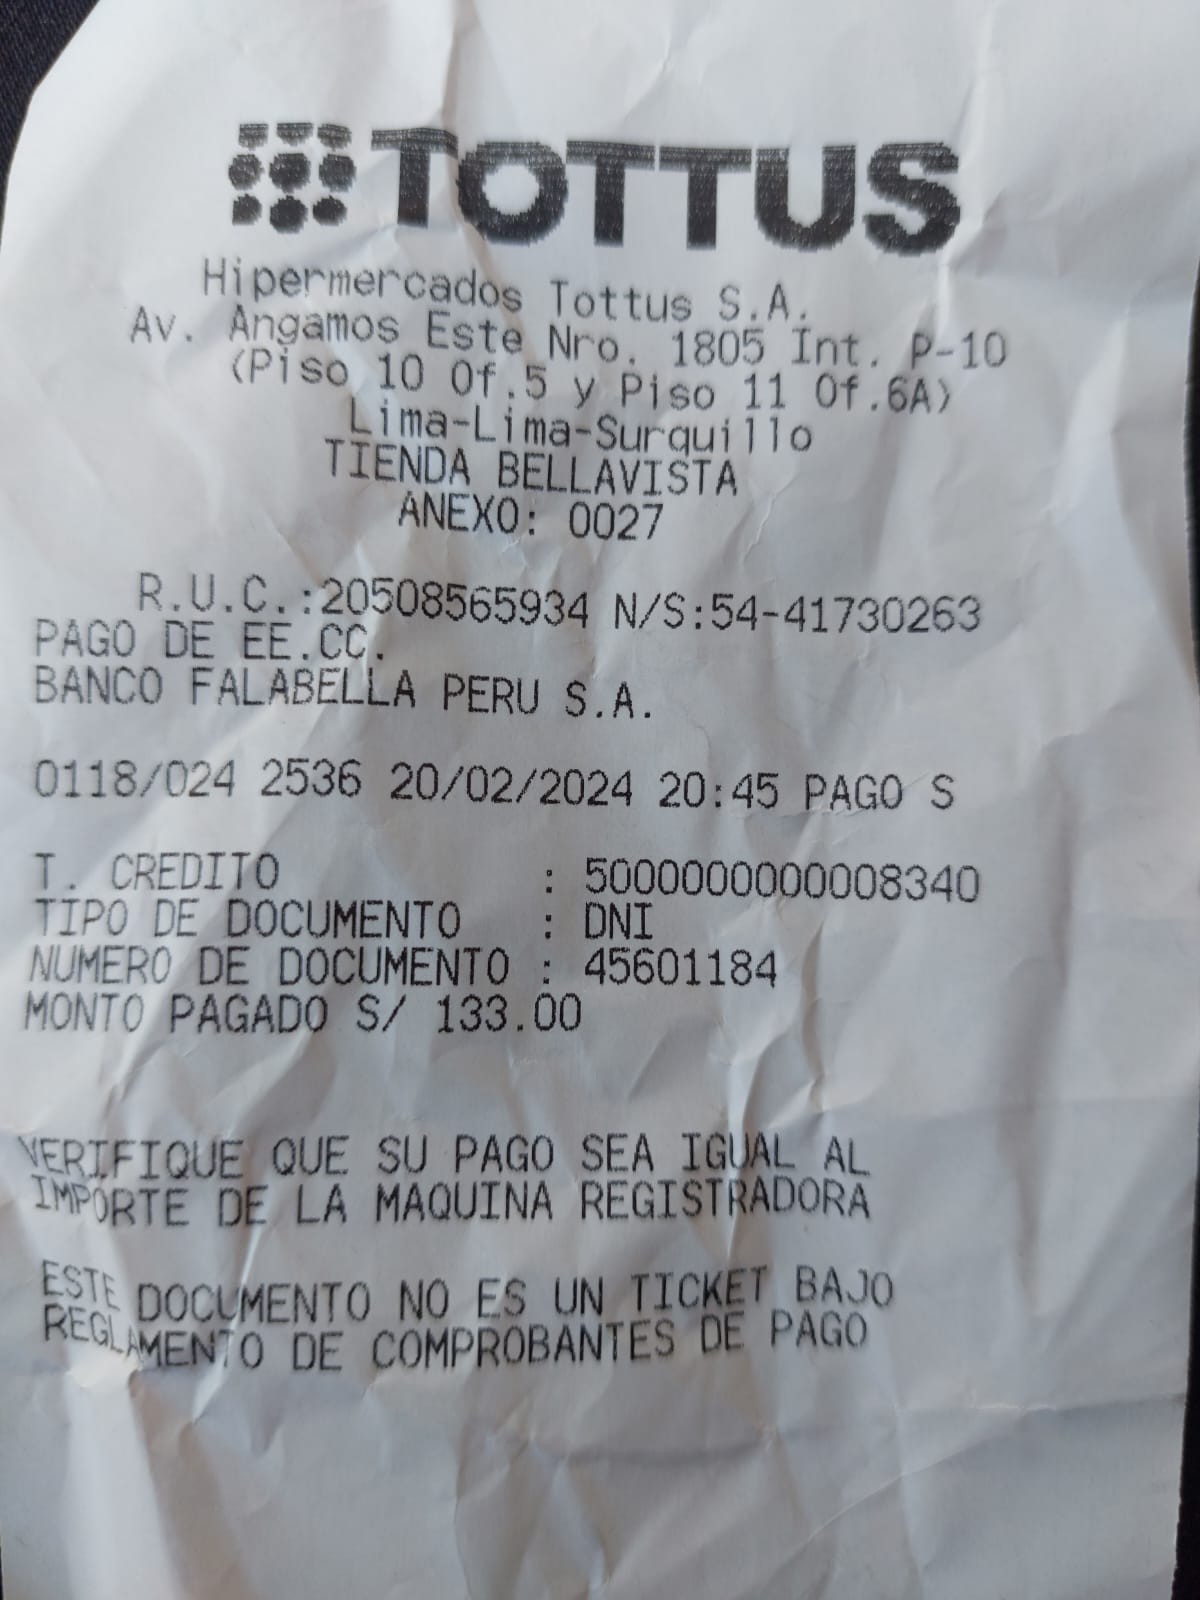 TOTTUS
Hipermercados Tottus S.A.
Av. Angamos Este Nro. 1805 Int. P-10
(Piso 10 Of.5 y Piso 11 Of.6A)
Lima-Lima-Surquillo
TIENDA BELLAVISTA
ANEXO: 0027
R.U.C.:20508565934 N/S:54-41730263
PAGO DE EE.CC.
BANCO FALABELLA PERU S.A.
0118/024 2536 20/02/2024 20:45 PAGO S
T. CREDITO : 5000000000008340
TIPO DE DOCUMENTO : DNI
NUMERO DE DOCUMENTO : 45601184
MONTO PAGADO S/ 133.00
VERIFIQUE QUE SU PAGO SEA IGUAL AL
IMPORTE DE LA MAQUINA REGISTRADORA
ESTE DOCUMENTO NO ES UN TICKET BAJO
REGLAMENTO DE COMPROBANTES DE PAGO